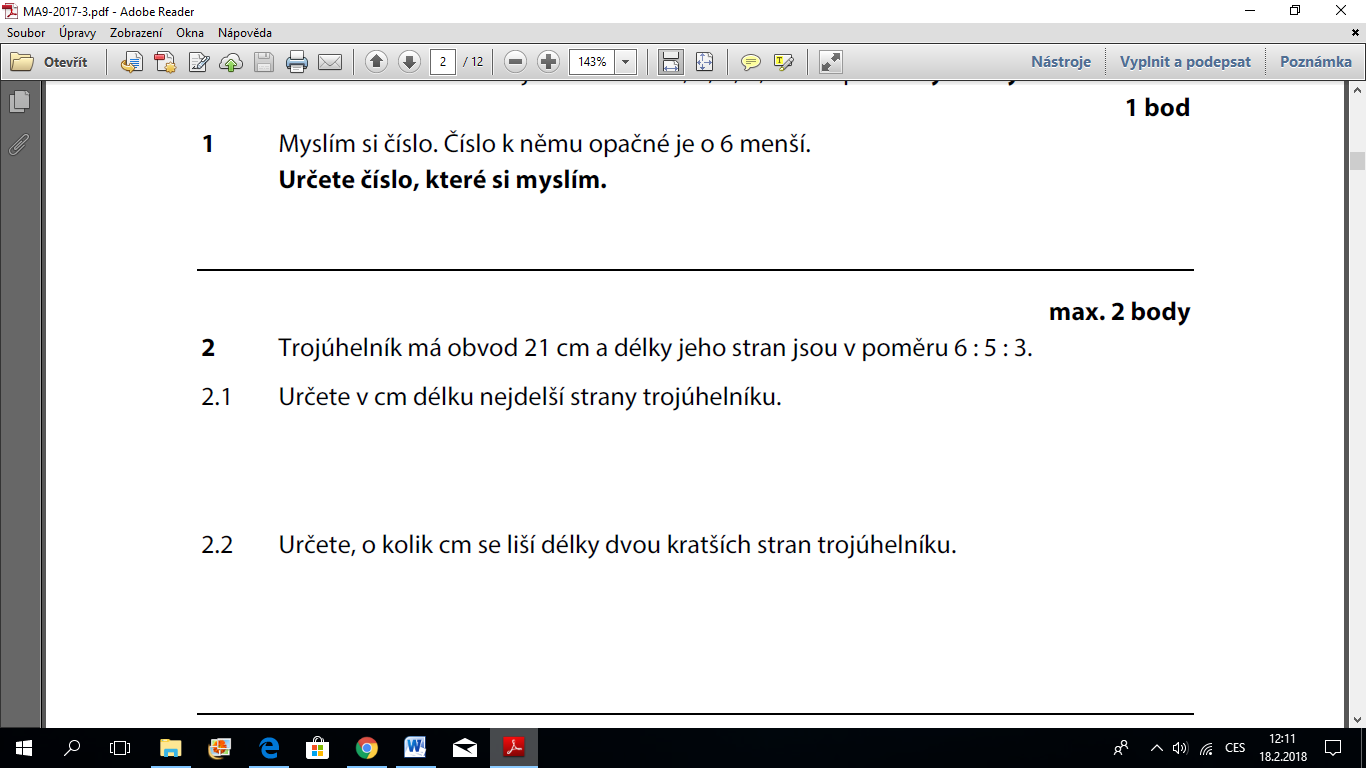 MA9-2017-3.pdf - Adobe Reader
Soubor Úpravy Zobrazení Okna Nápověda
Otevřít 2 / 12 143% Nástroje Vyplnit a podepsat Poznámka
1 bod
1 Myslím si číslo. Číslo k němu opačné je o 6 menší.
Určete číslo, které si myslím.
max. 2 body
2 Trojúhelník má obvod 21 cm a délky jeho stran jsou v poměru 6 : 5 : 3.
2.1 Určete v cm délku nejdelší strany trojúhelníku.
2.2 Určete, o kolik cm se liší délky dvou kratších stran trojúhelníku.
CES
12:11
18.2.2018